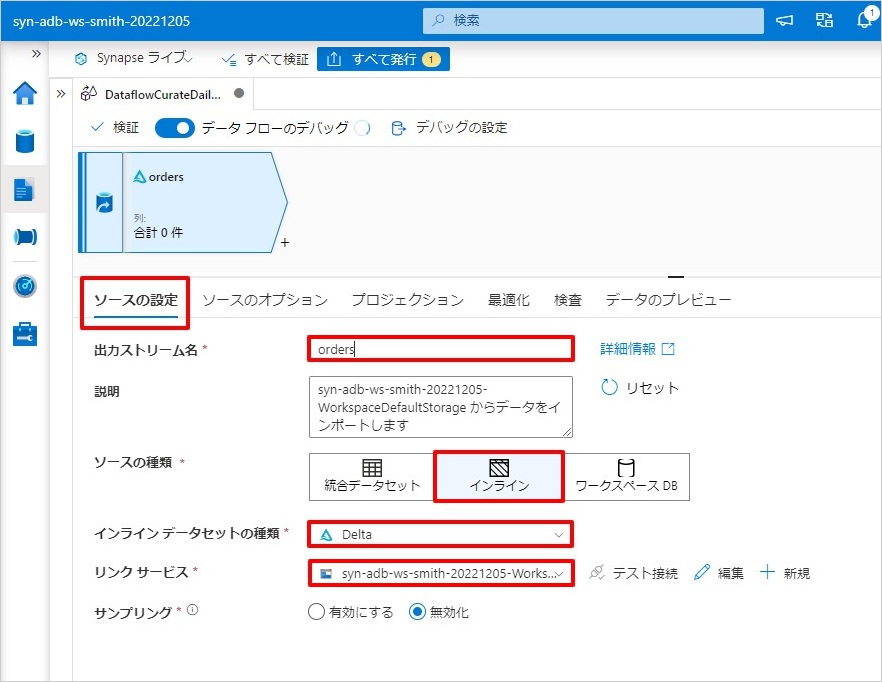 syn-adb-ws-smith-20221205
検索
1
Synapse ライブ
すべて検証
すべて発行 1
DataflowCurateDail...
検証
データ フローのデバッグ
デバッグの設定
orders
列:
合計 0 件
+
ソースの設定
ソースのオプション
プロジェクション
最適化
検査
データのプレビュー
出力ストリーム名 *
orders
詳細情報
説明
syn-adb-ws-smith-20221205-
WorkspaceDefaultStorage からデータをイ
ンポートします
リセット
ソースの種類 *
統合データセット
インライン
ワークスペース DB
インライン データセットの種類 *
Delta
リンク サービス *
syn-adb-ws-smith-20221205-Works...
テスト接続
編集
新規
サンプリング *
有効にする
無効化